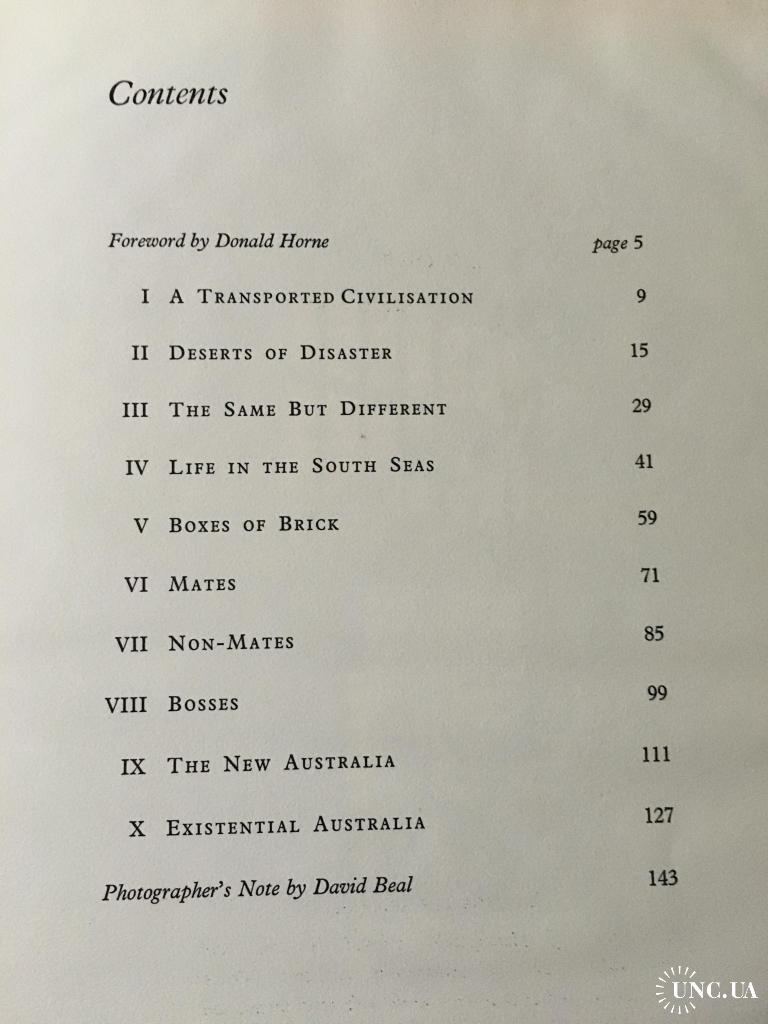 Contents
Foreword by Donald Horne page 5
I A Transported Civilisation 9
II Deserts of Disaster 15
III The Same But Different 29
IV Life in the South Seas 41
V Boxes of Brick 59
VI Mates 71
VII Non-Mates 85
VIII Bosses 99
IX The New Australia 111
X Existential Australia 127
Photographer's Note by David Beal 143
UNC.UA